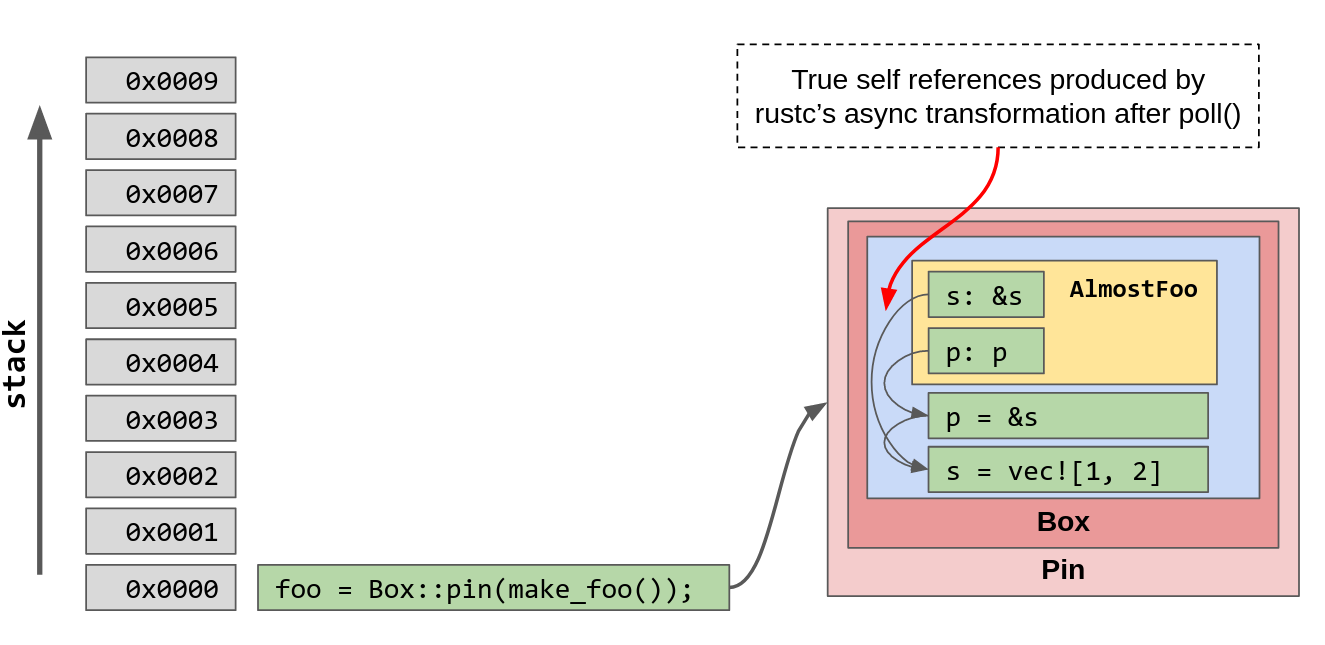 True self references produced by
rustc’s async transformation after poll()
0x0009
0x0008
0x0007
0x0006
0x0005
0x0004
0x0003
0x0002
0x0001
0x0000
stack
foo = Box::pin(make_foo());
s: &s
AlmostFoo
p: p
p = &s
s = vec![1, 2]
Box
Pin